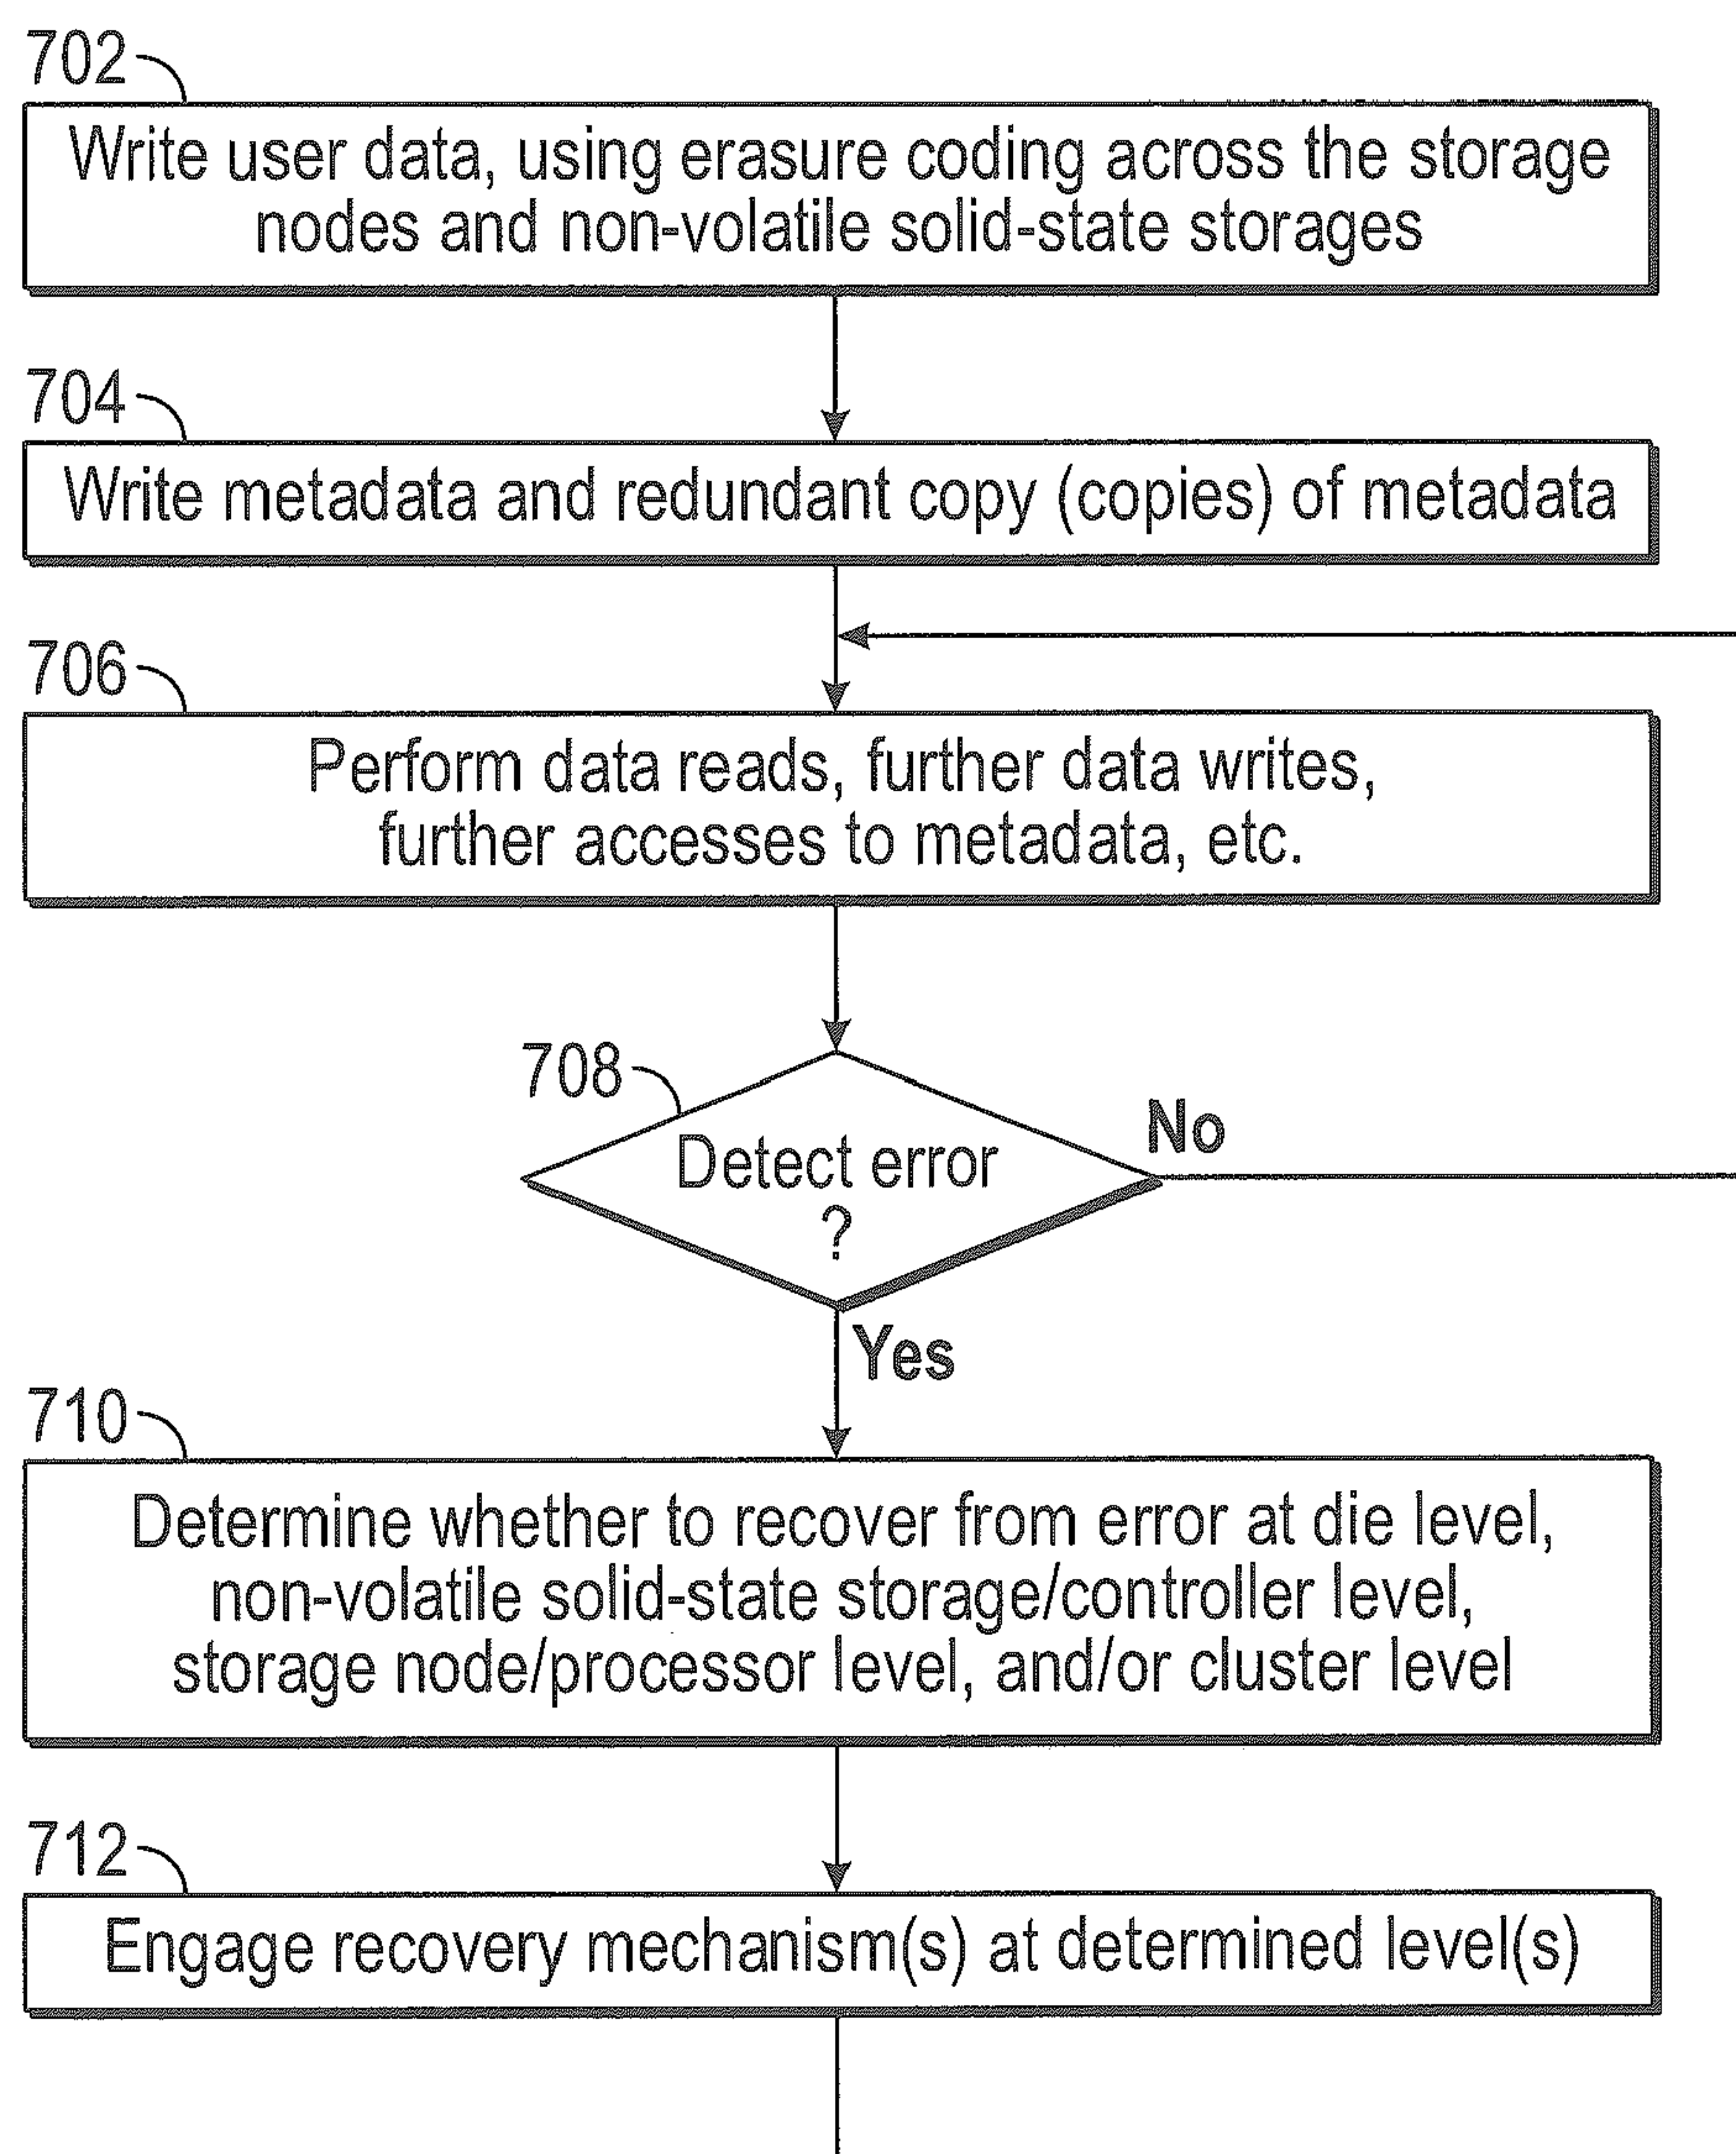 702
Write user data, using erasure coding across the storage
nodes and non-volatile solid-state storages
704
Write metadata and redundant copy (copies) of metadata
706
Perform data reads, further data writes,
further accesses to metadata, etc.
708
Detect error
?
No
Yes
710
Determine whether to recover from error at die level,
non-volatile solid-state storage/controller level,
storage node/processor level, and/or cluster level
712
Engage recovery mechanism(s) at determined level(s)